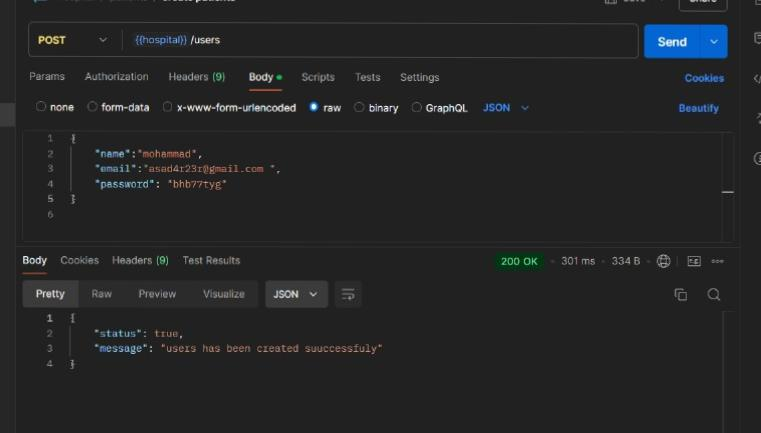 POST {{hospital}} /users Send
Params Authorization Headers (9) Body Scripts Tests Settings Cookies
none form-data x-www-form-urlencoded raw binary GraphQL JSON Beautify
1 {
2 "name":"mohammad",
3 "email":"asad4r23r@gmail.com ",
4 "password": "bhb77tyg"
5 }
6
Body Cookies Headers (9) Test Results 200 OK 301 ms 334 B
Pretty Raw Preview Visualize JSON
1 {
2 "status": true,
3 "message": "users has been created suuccessfuly"
4 }